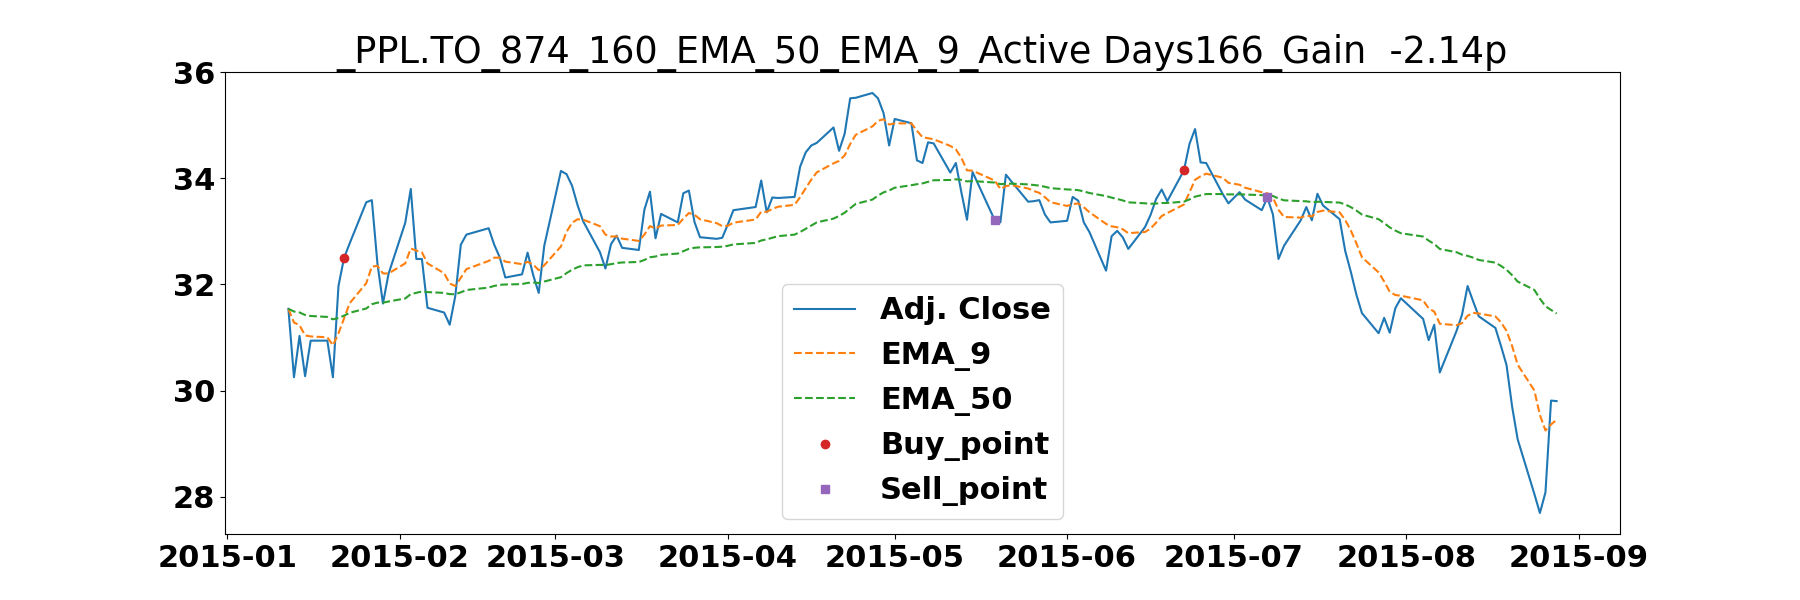 _PPL.TO_874_160_EMA_50_EMA_9_Active Days166_Gain  -2.14p
36
34
32
30
28
Adj. Close
EMA_9
EMA_50
Buy_point
Sell_point
2015-01 2015-02 2015-03 2015-04 2015-05 2015-06 2015-07 2015-08 2015-09